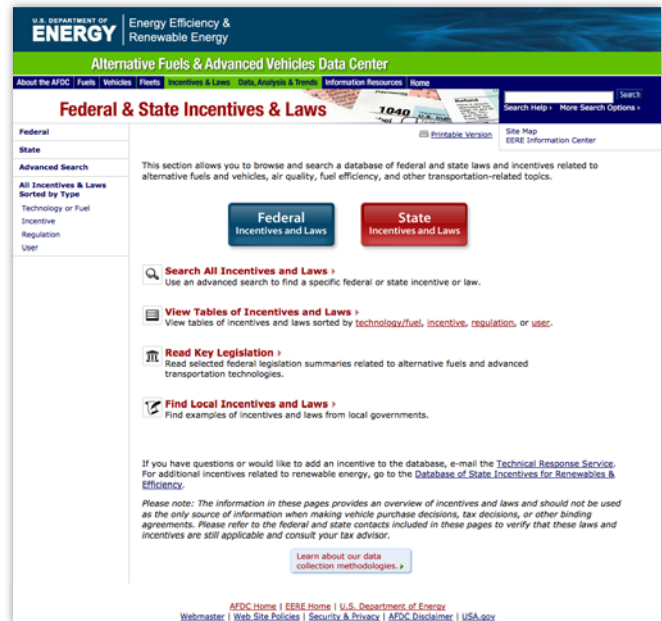 U.S. DEPARTMENT OF
ENERGY
Energy Efficiency &
Renewable Energy
Alternative Fuels & Advanced Vehicles Data Center
About the AFDC Fuels Vehicles Fleets Incentives & Laws Data, Analysis & Trends Information Resources Home
Federal & State Incentives & Laws
1040
Search
Search Help › More Search Options ›
Federal
State
Advanced Search
All Incentives & Laws
Sorted by Type
Technology or Fuel
Incentive
Regulation
User
Printable Version
Site Map
EERE Information Center
This section allows you to browse and search a database of federal and state laws and incentives related to
alternative fuels and vehicles, air quality, fuel efficiency, and other transportation-related topics.
Federal
Incentives and Laws
State
Incentives and Laws
Search All Incentives and Laws ›
Use an advanced search to find a specific federal or state incentive or law.
View Tables of Incentives and Laws ›
View tables of incentives and laws sorted by technology/fuel, incentive, regulation, or user.
Read Key Legislation ›
Read selected federal legislation summaries related to alternative fuels and advanced
transportation technologies.
Find Local Incentives and Laws ›
Find examples of incentives and laws from local governments.
If you have questions or would like to add an incentive to the database, e-mail the Technical Response Service.
For additional incentives related to renewable energy, go to the Database of State Incentives for Renewables &
Efficiency.
Please note: The information in these pages provides an overview of incentives and laws and should not be used
as the only source of information when making vehicle purchase decisions, tax decisions, or other binding
agreements. Please refer to the federal and state contacts included in these pages to verify that these laws and
incentives are still applicable and consult your tax advisor.
Learn about our data
collection methodologies.
AFDC Home | EERE Home | U.S. Department of Energy
Webmaster | Web Site Policies | Security & Privacy | AFDC Disclaimer | USA.gov